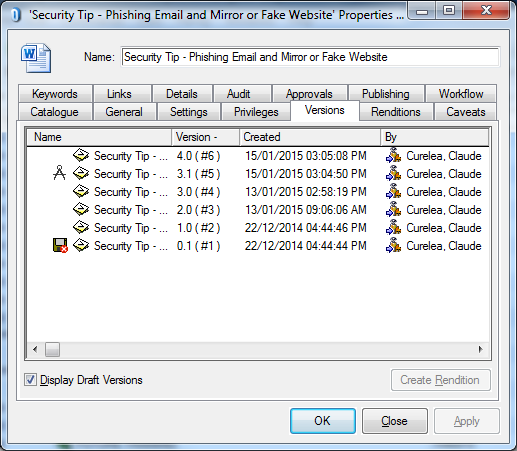 'Security Tip - Phishing Email and Mirror or Fake Website' Properties ...
Name: Security Tip - Phishing Email and Mirror or Fake Website
Keywords Links Details Audit Approvals Publishing Workflow
Catalogue General Settings Privileges Versions Renditions Caveats
Name Version - Created By
Security Tip - ... 4.0 ( #6 ) 15/01/2015 03:05:08 PM Curelea, Claude
Security Tip - ... 3.1 ( #5 ) 15/01/2015 03:04:50 PM Curelea, Claude
Security Tip - ... 3.0 ( #4 ) 13/01/2015 02:58:19 PM Curelea, Claude
Security Tip - ... 2.0 ( #3 ) 13/01/2015 09:06:06 AM Curelea, Claude
Security Tip - ... 1.0 ( #2 ) 22/12/2014 04:44:46 PM Curelea, Claude
Security Tip - ... 0.1 ( #1 ) 22/12/2014 04:44:44 PM Curelea, Claude
Display Draft Versions Create Rendition
OK Close Apply